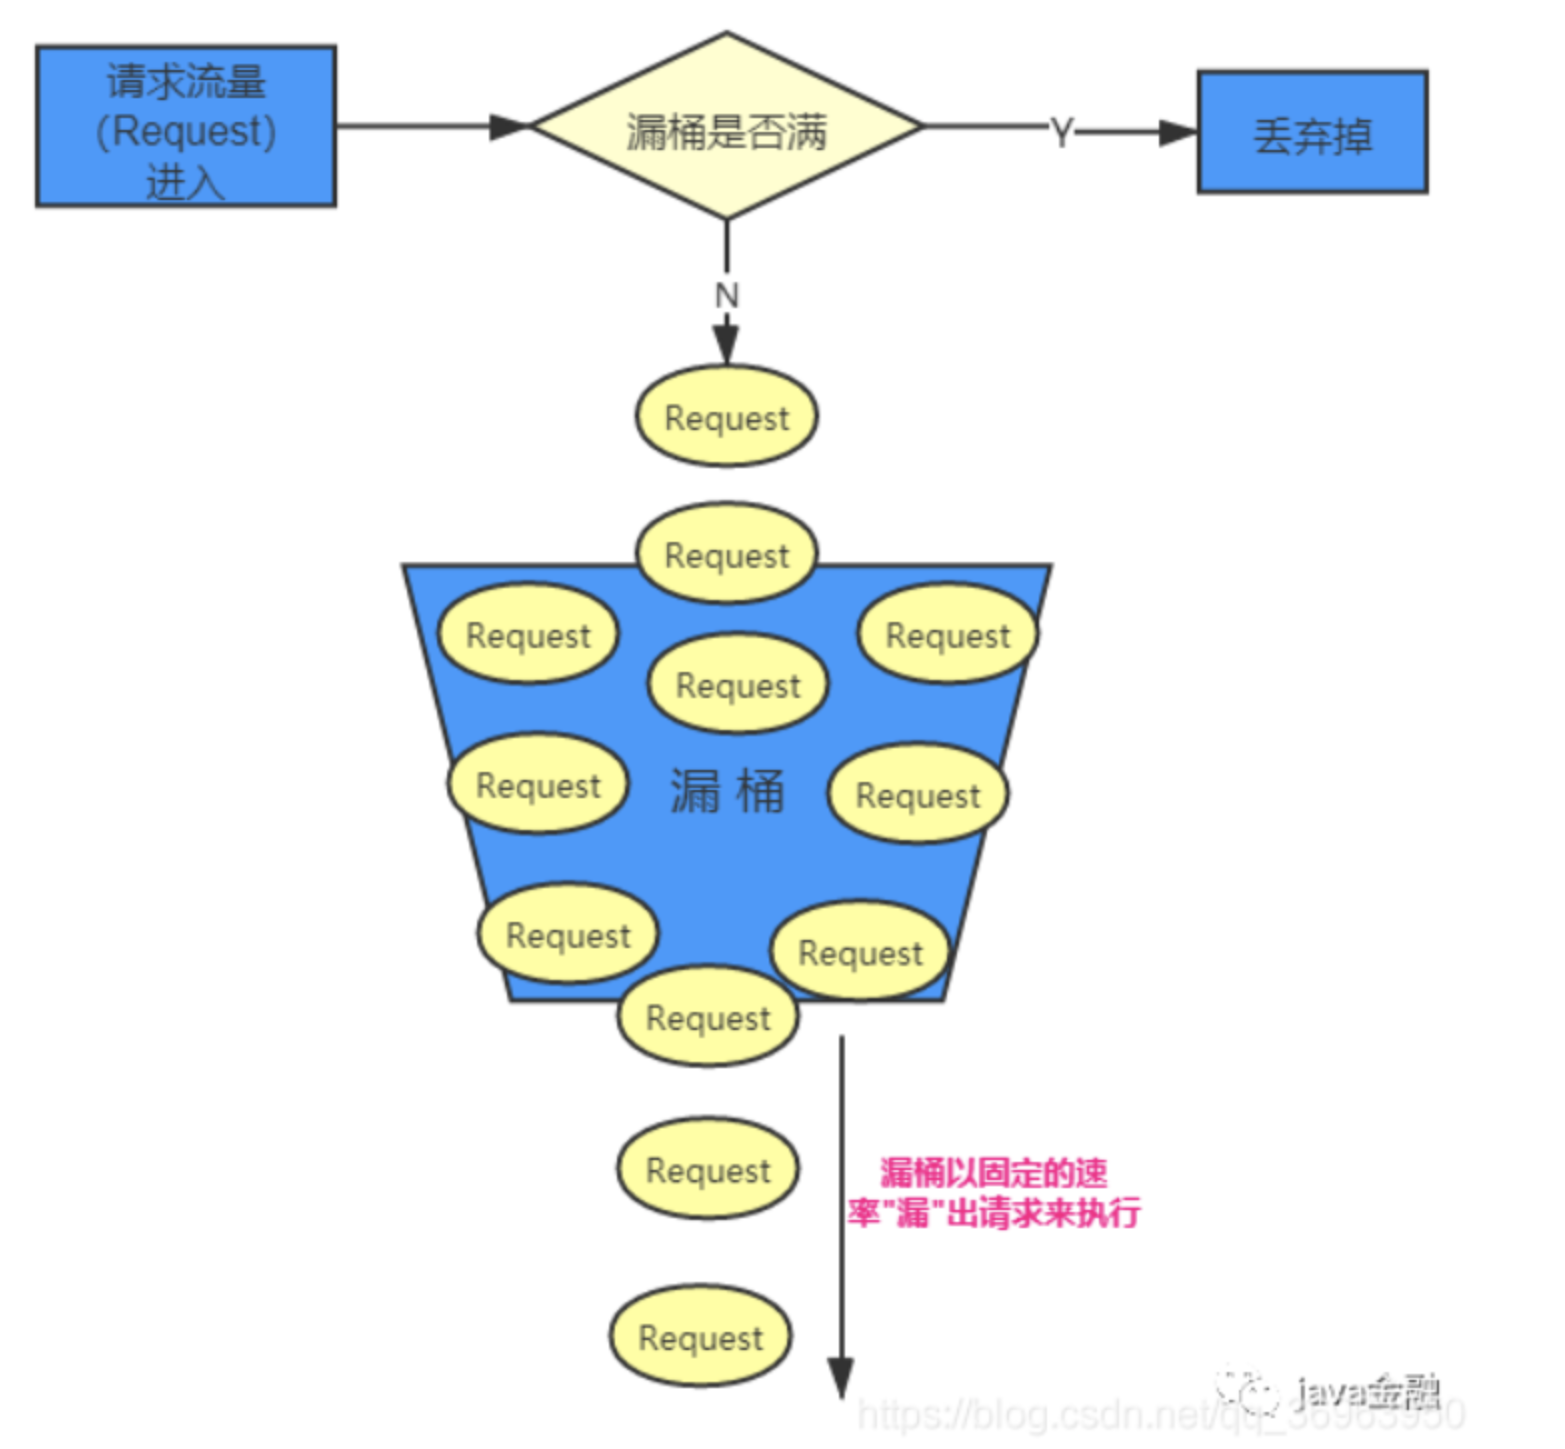 请求流量
(Request)
进入
漏桶是否满
Y
丢弃掉
N
Request
Request
Request
Request
Request
Request
漏 桶
Request
Request
Request
Request
Request
漏桶以固定的速
率"漏"出请求来执行
Request
java金融
https://blog.csdn.net/qq_36963950